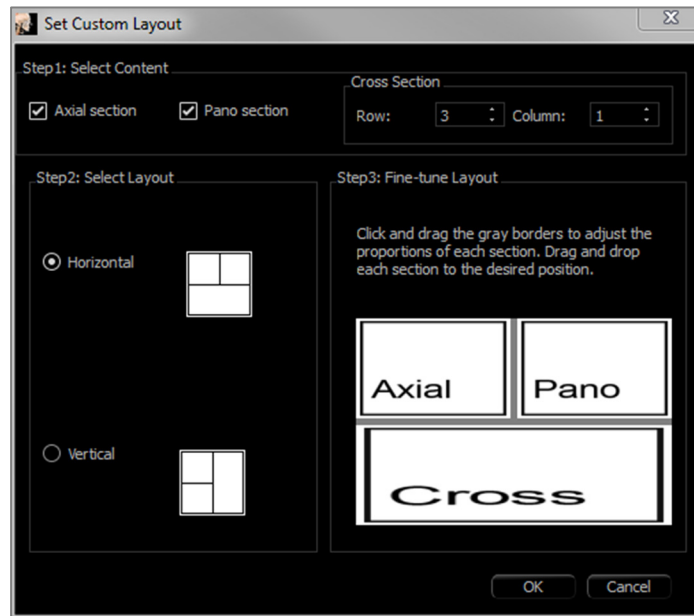 Set Custom Layout
Step1: Select Content
Axial section
Pano section
Cross Section
Row: 3 Column: 1
Step2: Select Layout
Horizontal
Vertical
Step3: Fine-tune Layout
Click and drag the gray borders to adjust the
proportions of each section. Drag and drop
each section to the desired position.
Axial
Pano
Cross
OK
Cancel